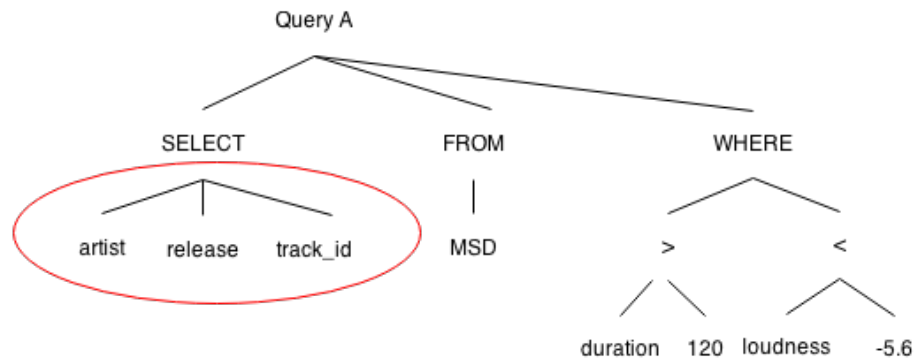 Query A
SELECT FROM WHERE
artist release track_id MSD > <
duration 120 loudness -5.6